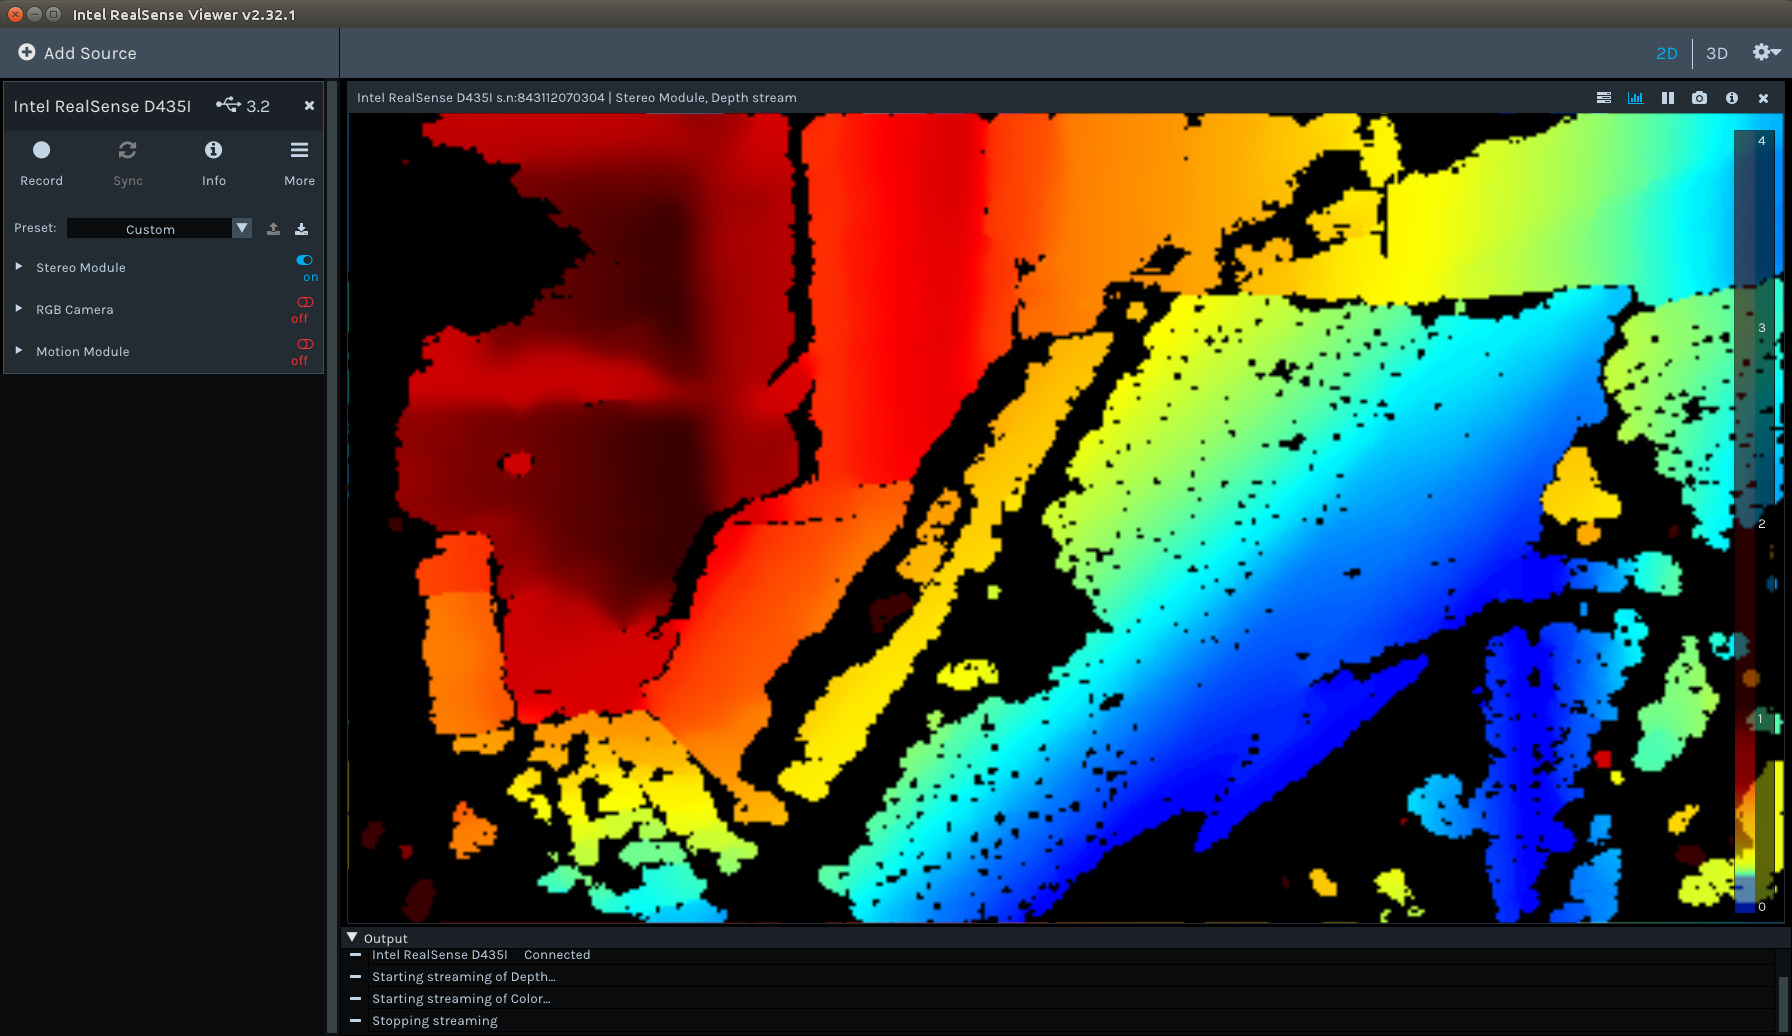 Intel RealSense Viewer v2.32.1
Add Source
2D
3D
Intel RealSense D435I
3.2
Intel RealSense D435I s.n:843112070304 | Stereo Module, Depth stream
Record
Sync
Info
More
Preset:
Custom
Stereo Module
on
RGB Camera
off
Motion Module
off
4
3
2
1
0
Output
Intel RealSense D435I Connected
Starting streaming of Depth...
Starting streaming of Color...
Stopping streaming